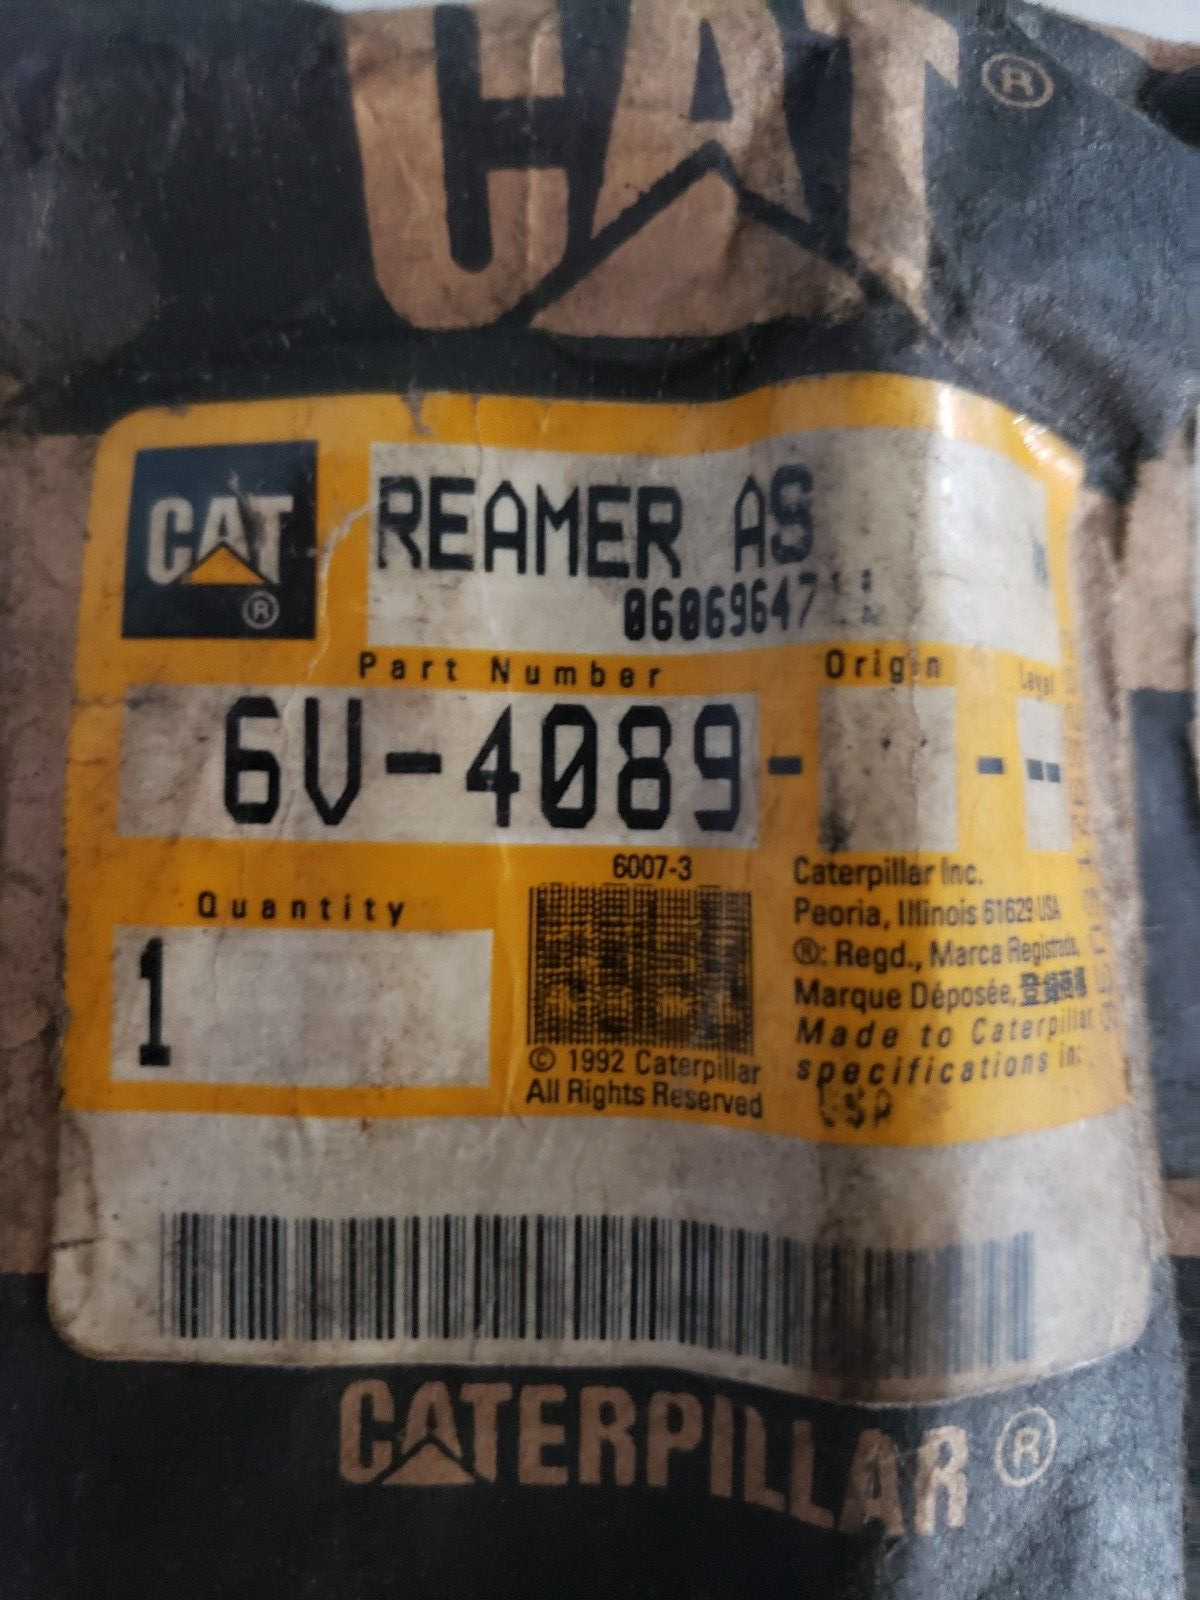 CAT ®
CAT ®
REAMER AS
06069647
Part Number Origin Level
6V-4089- - --
6007-3
Quantity
1
© 1992 Caterpillar
All Rights Reserved
Caterpillar Inc.
Peoria, Illinois 61629 USA
®: Regd., Marca Registrada,
Marque Déposée, 登録商標
Made to Caterpillar
specifications in:
USA
CATERPILLAR ®